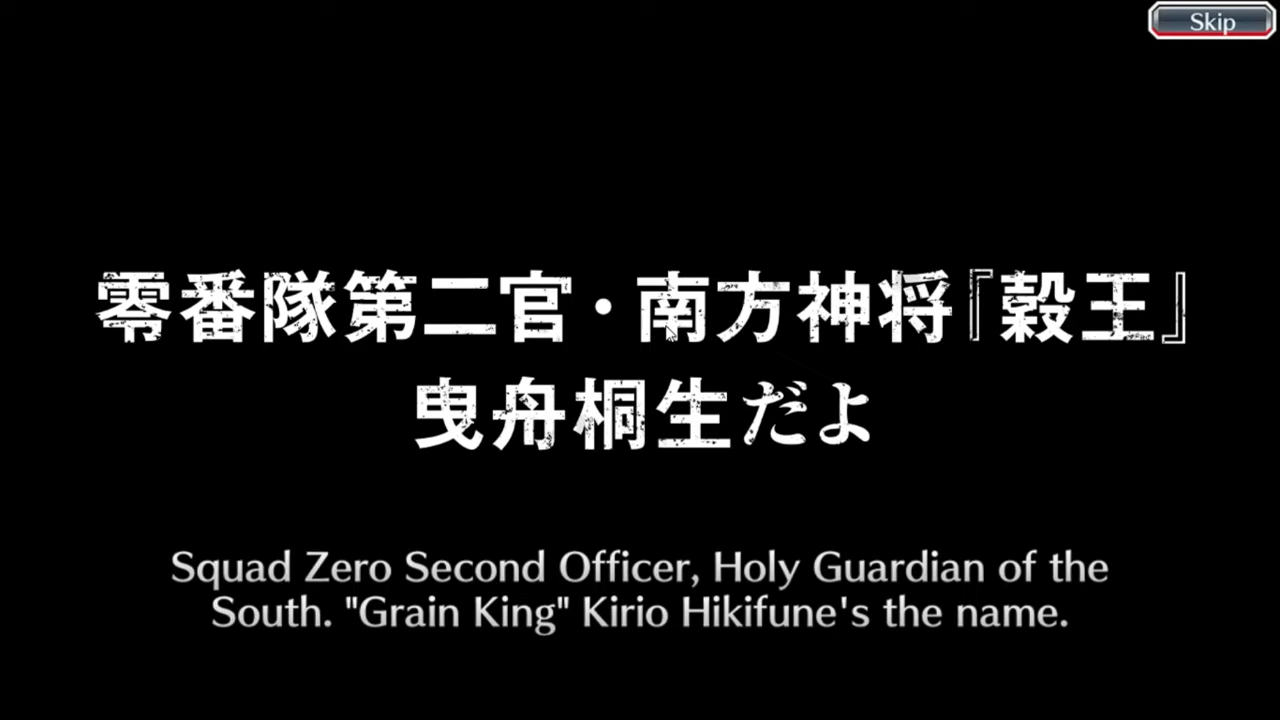 Skip
零番隊第二官・南方神将『穀王』
曳舟桐生だよ
Squad Zero Second Officer, Holy Guardian of the
South. "Grain King" Kirio Hikifune's the name.